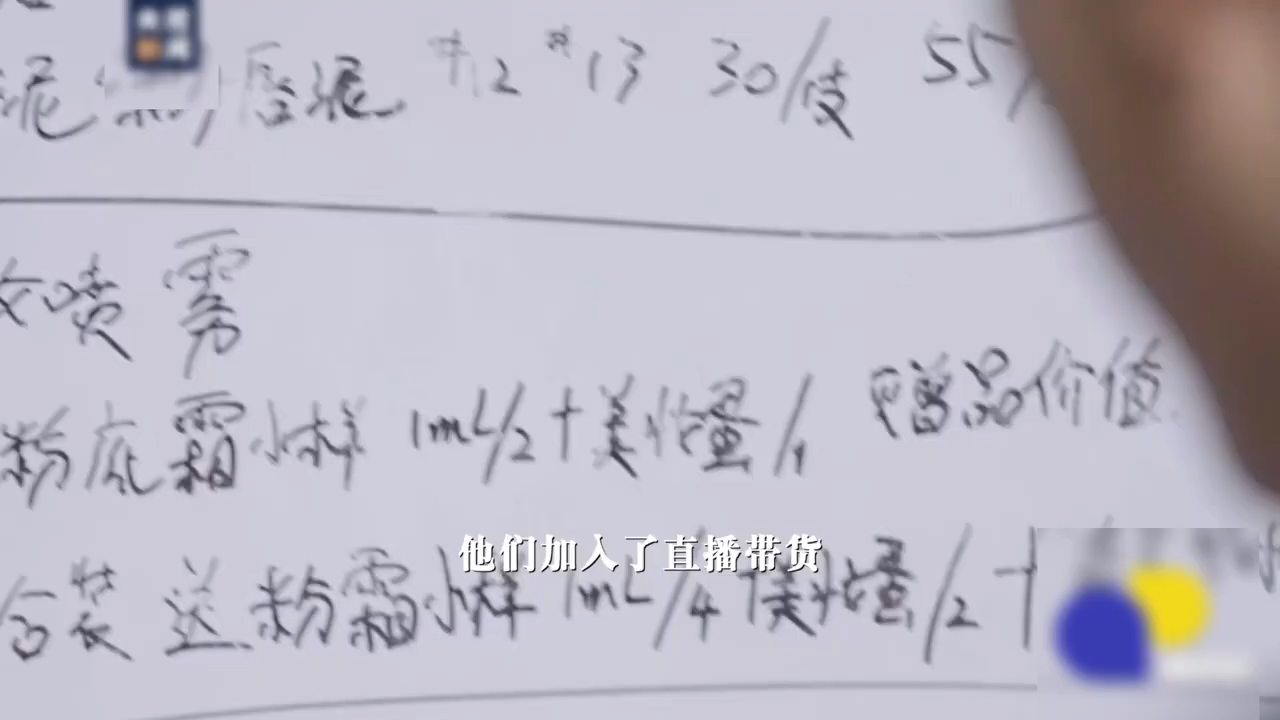 唇泥 #12 #13 30/支 55/
喷雾
粉底霜小样 1mL/2+美妆蛋/1 赠品价值
合装 送 粉霜小样 1mL/4+美妆蛋/2+
他们加入了直播带货